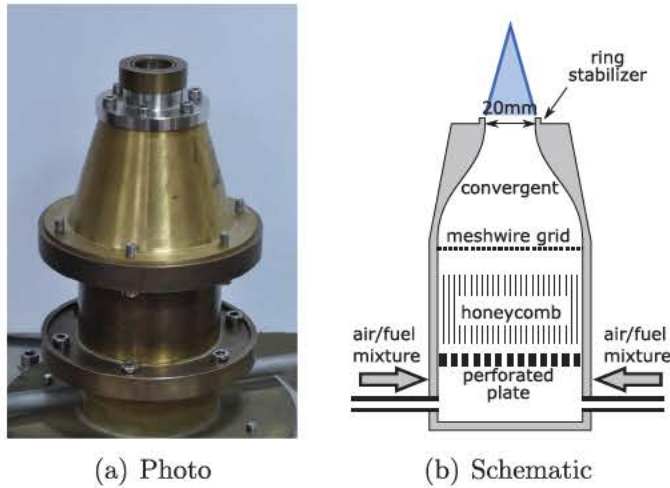 ring
stabilizer
20mm
convergent
meshwire grid
honeycomb
air/fuel
mixture
air/fuel
mixture
perforated
plate
(a) Photo
(b) Schematic